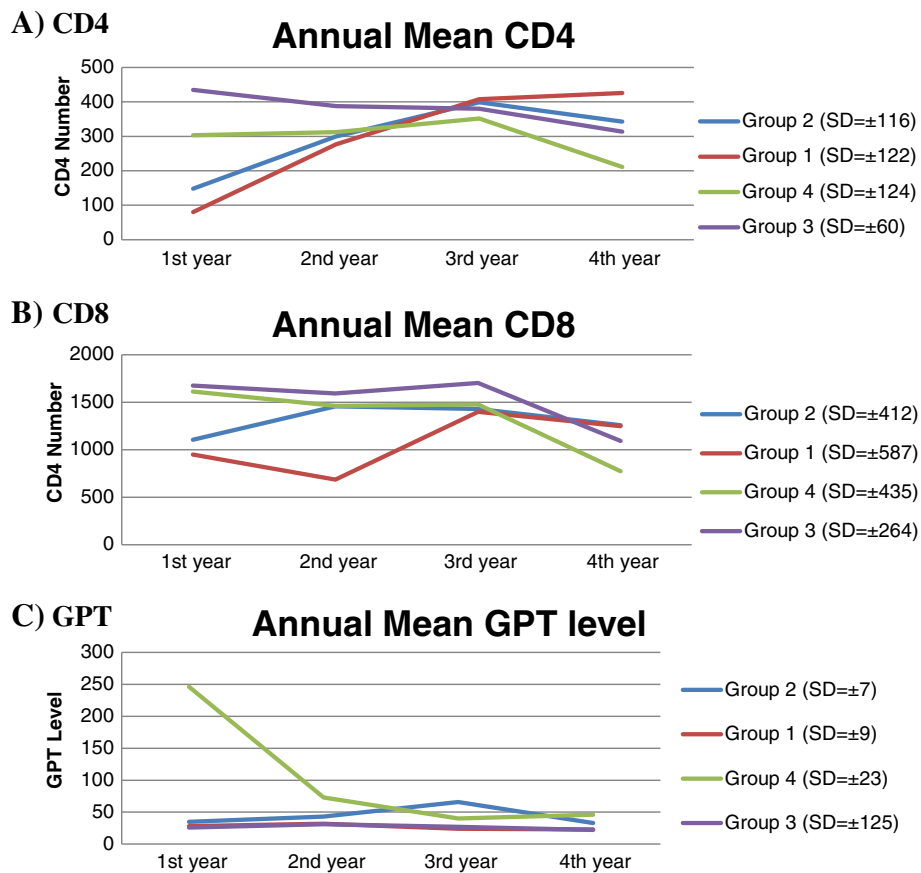 A) CD4
Annual Mean CD4
500
400
300
200
100
0
CD4 Number
1st year 2nd year 3rd year 4th year
Group 2 (SD=±116)
Group 1 (SD=±122)
Group 4 (SD=±124)
Group 3 (SD=±60)
B) CD8
Annual Mean CD8
2000
1500
1000
500
0
CD4 Number
1st year 2nd year 3rd year 4th year
Group 2 (SD=±412)
Group 1 (SD=±587)
Group 4 (SD=±435)
Group 3 (SD=±264)
C) GPT
Annual Mean GPT level
300
250
200
150
100
50
0
GPT Level
1st year 2nd year 3rd year 4th year
Group 2 (SD=±7)
Group 1 (SD=±9)
Group 4 (SD=±23)
Group 3 (SD=±125)